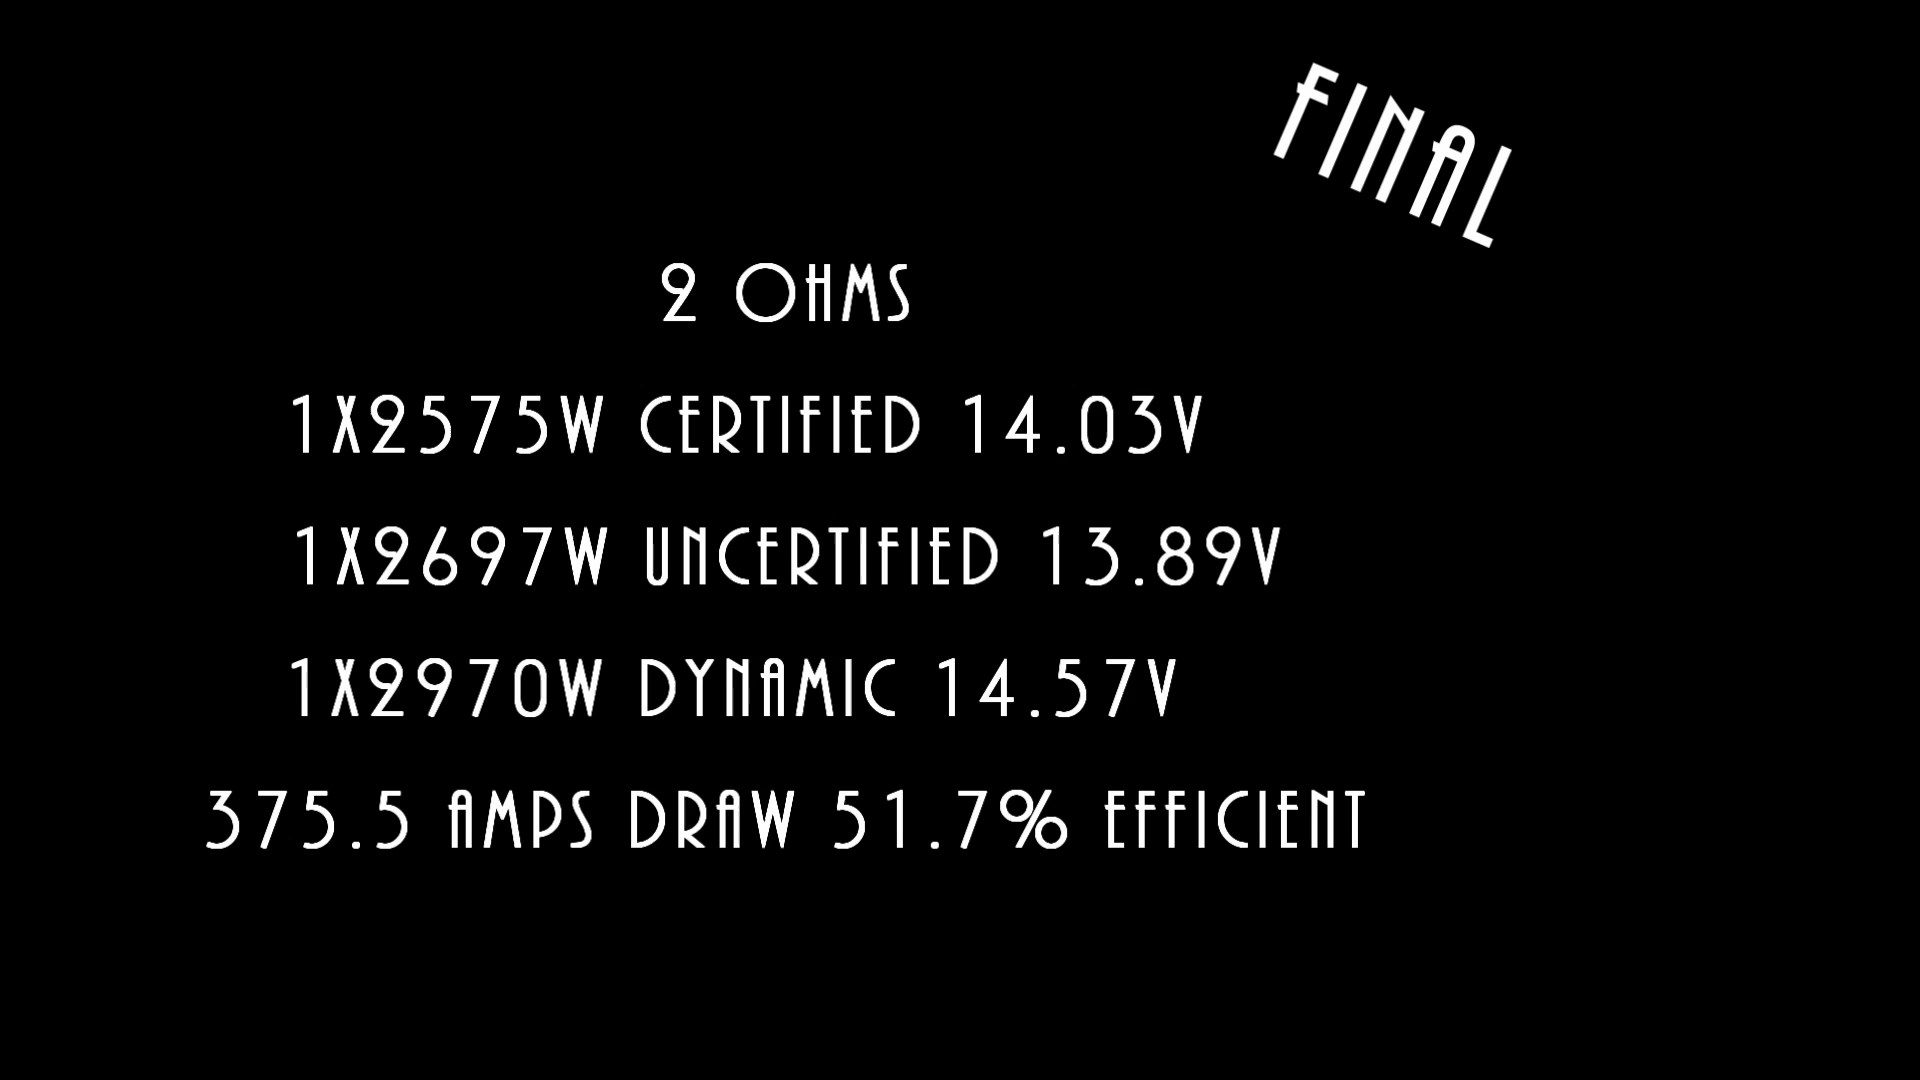 FINAL
2 OHMS
1X2575W CERTIFIED 14.03V
1X2697W UNCERTIFIED 13.89V
1X2970W DYNAMIC 14.57V
375.5 AMPS DRAW 51.7% EFFICIENT